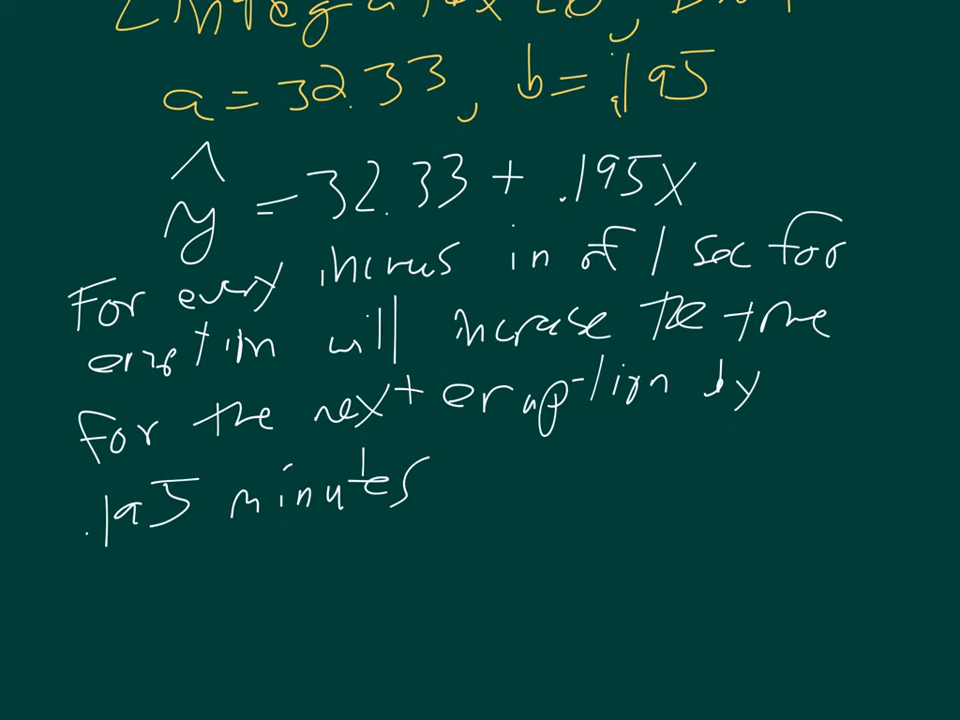 a = 32.33, b = .195
ŷ = 32.33 + .195x
For every increas in of 1 sec for
eruption will increase the time
for the next eruption by
.195 minutes